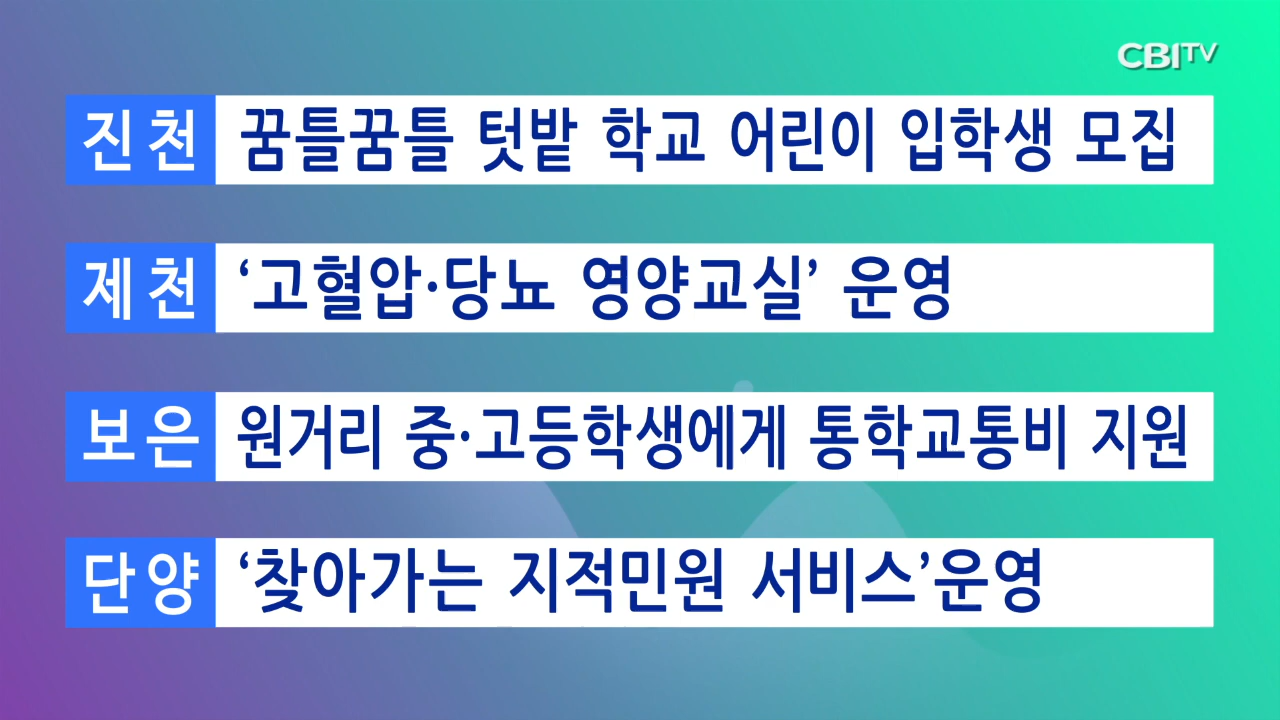 CBITV
진천 꿈틀꿈틀 텃밭 학교 어린이 입학생 모집
제천 ‘고혈압·당뇨 영양교실’ 운영
보은 원거리 중·고등학생에게 통학교통비 지원
단양 ‘찾아가는 지적민원 서비스’운영